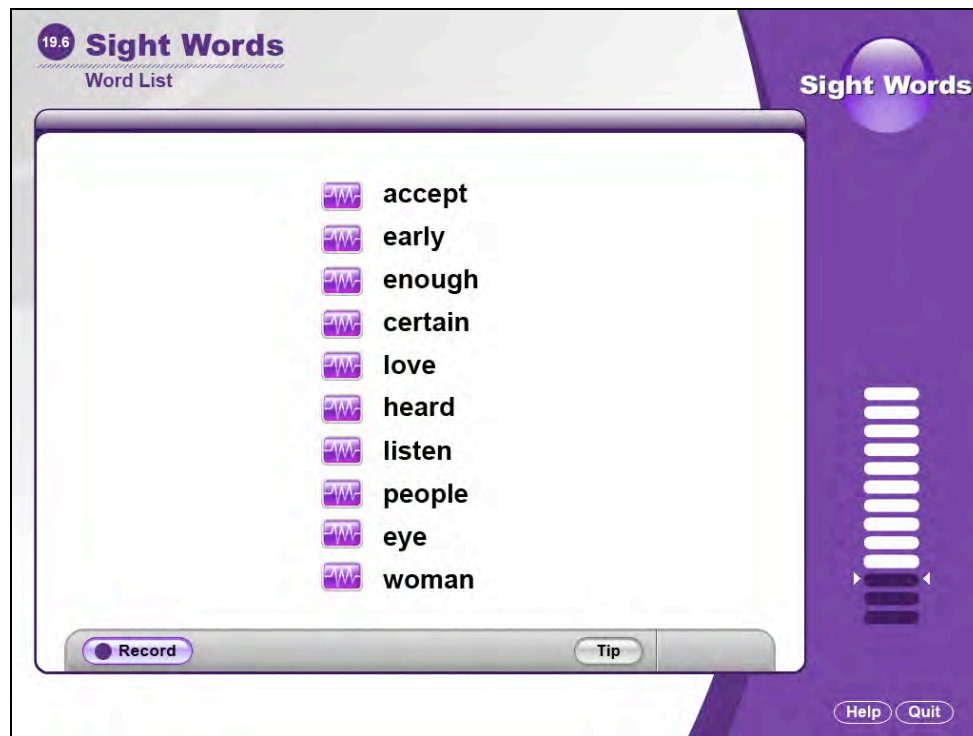 19.6 Sight Words
Word List
Sight Words
accept
early
enough
certain
love
heard
listen
people
eye
woman
Record
Tip
Help
Quit